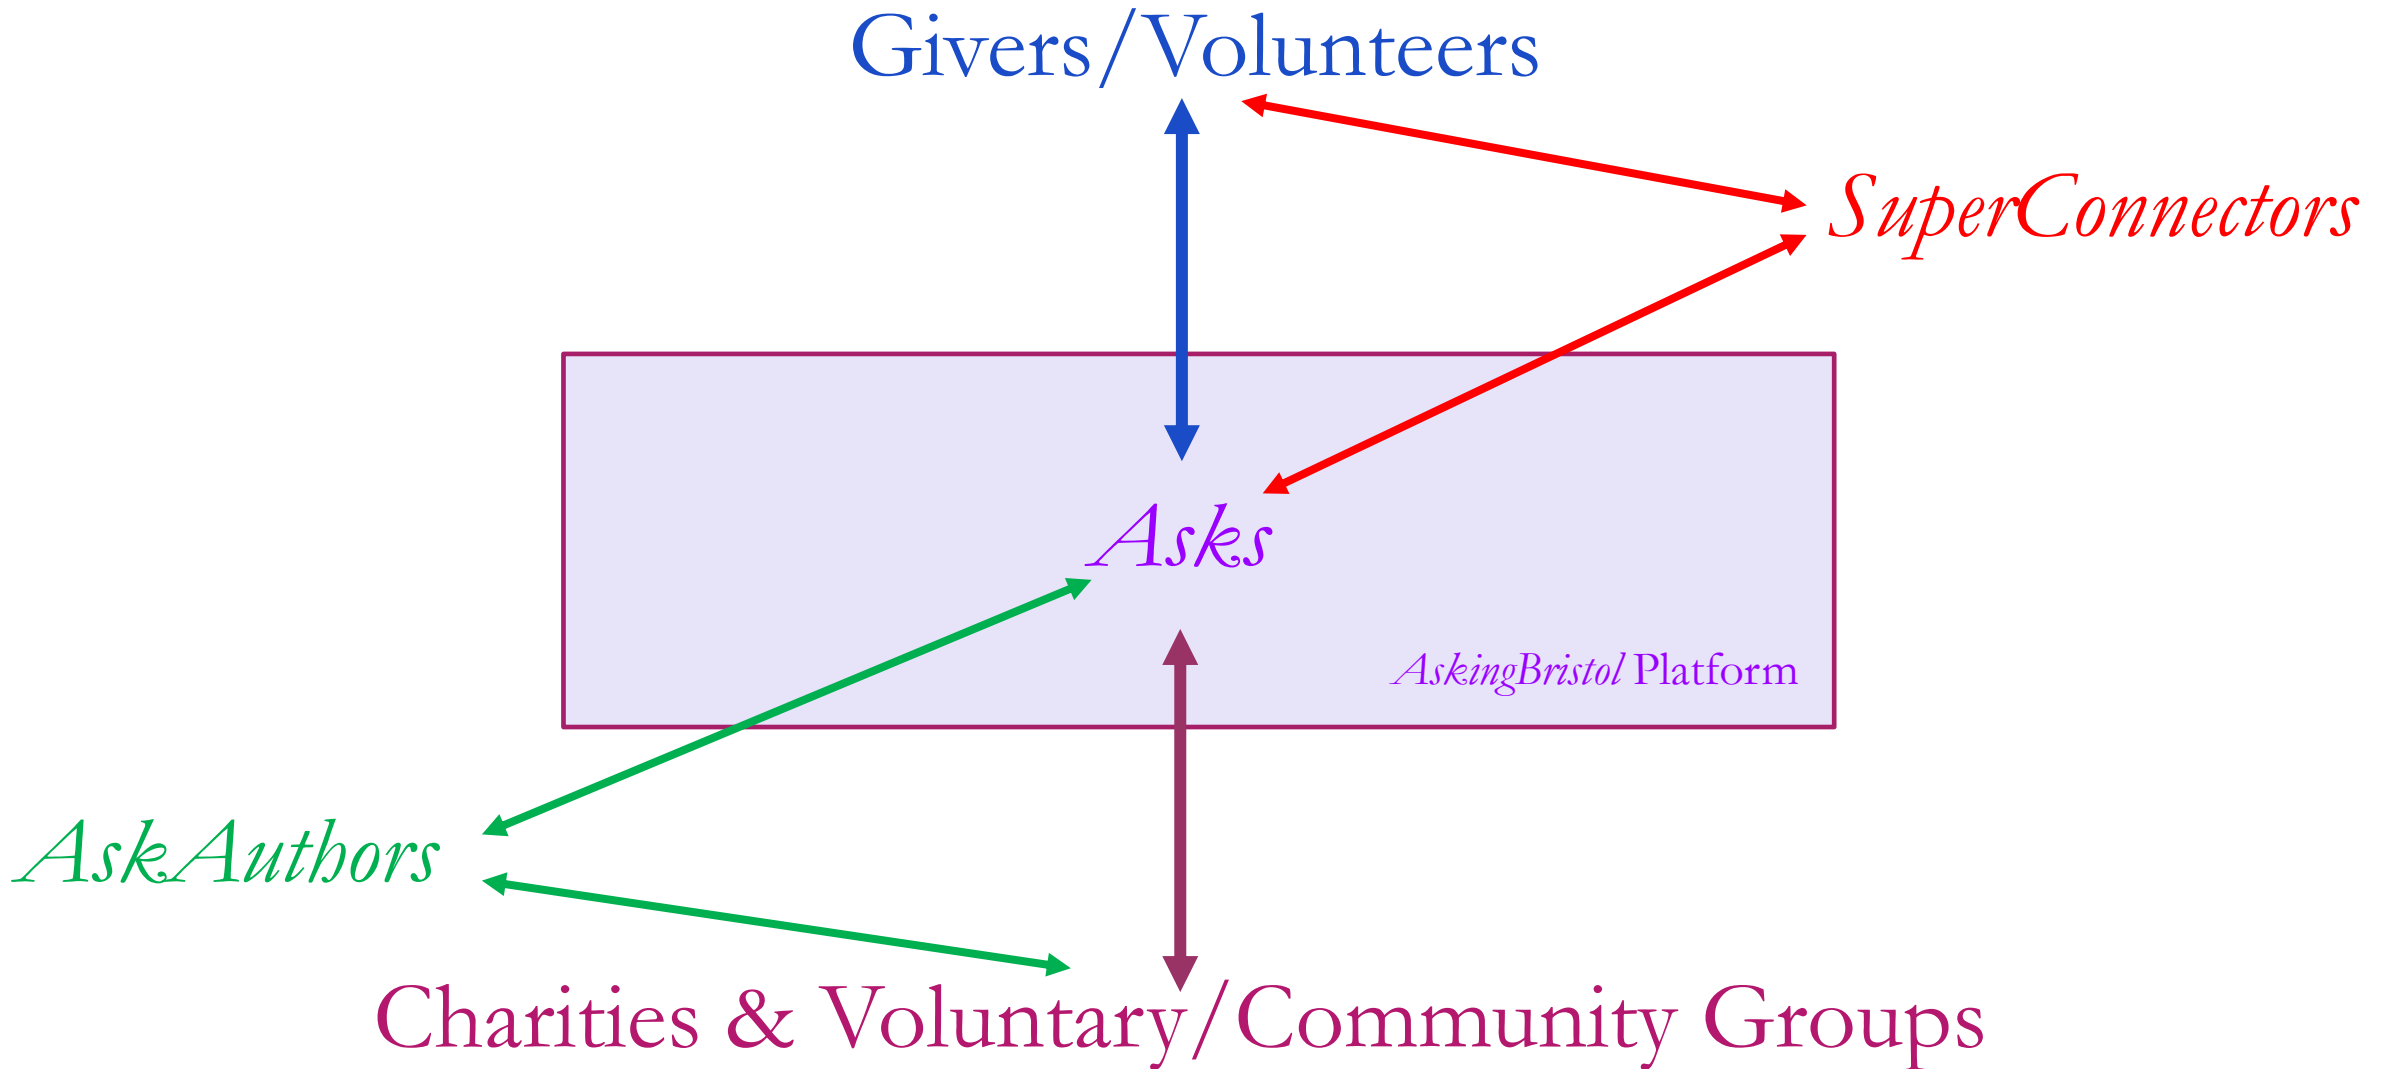 Givers/Volunteers
SuperConnectors
Asks
AskingBristol Platform
AskAuthors
Charities & Voluntary/Community Groups